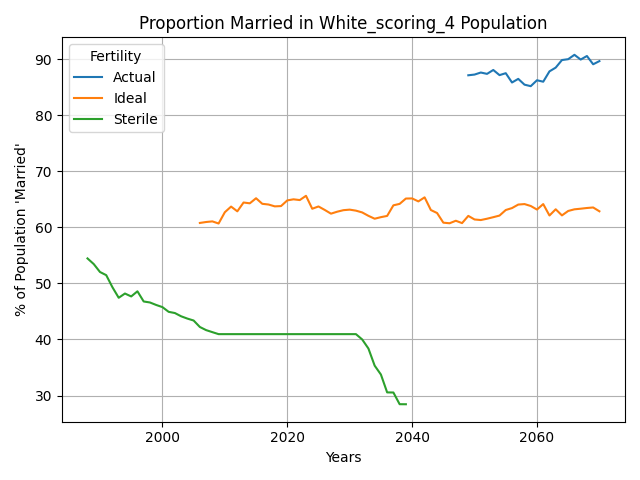 Proportion Married in White_scoring_4 Population
% of Population 'Married'
90
80
70
60
50
40
30
Fertility
Actual
Ideal
Sterile
2000
2020
2040
2060
Years